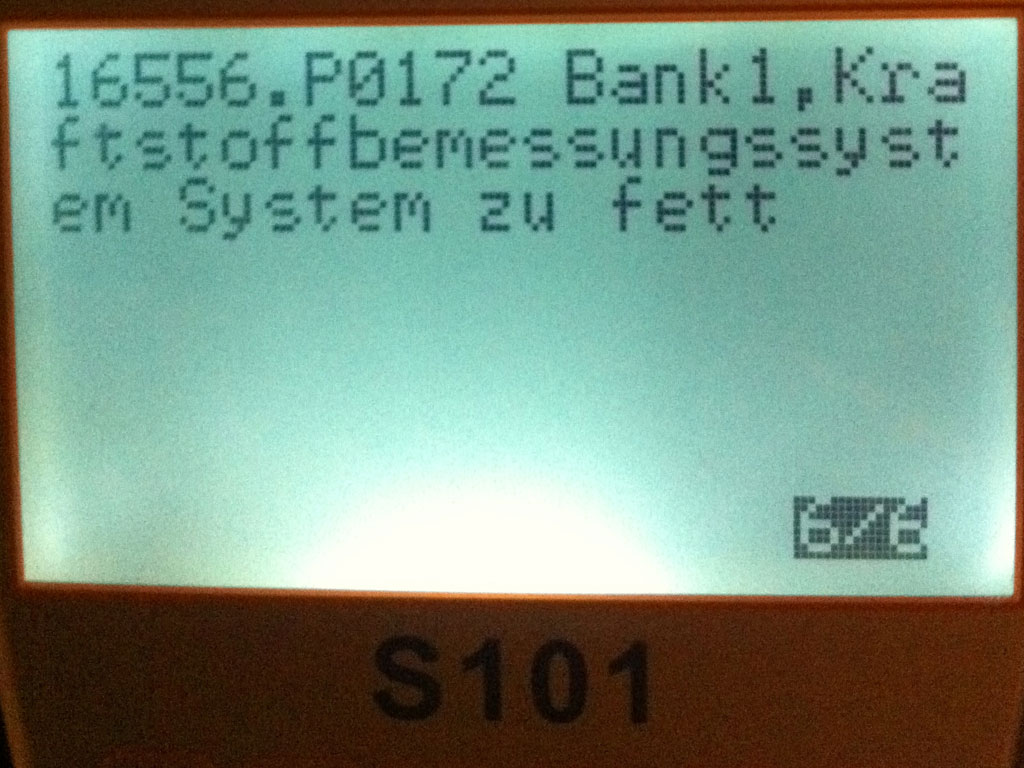 16556.P0172 Bank1,Kra
ftstoffbemessungssyst
em System zu fett
S101